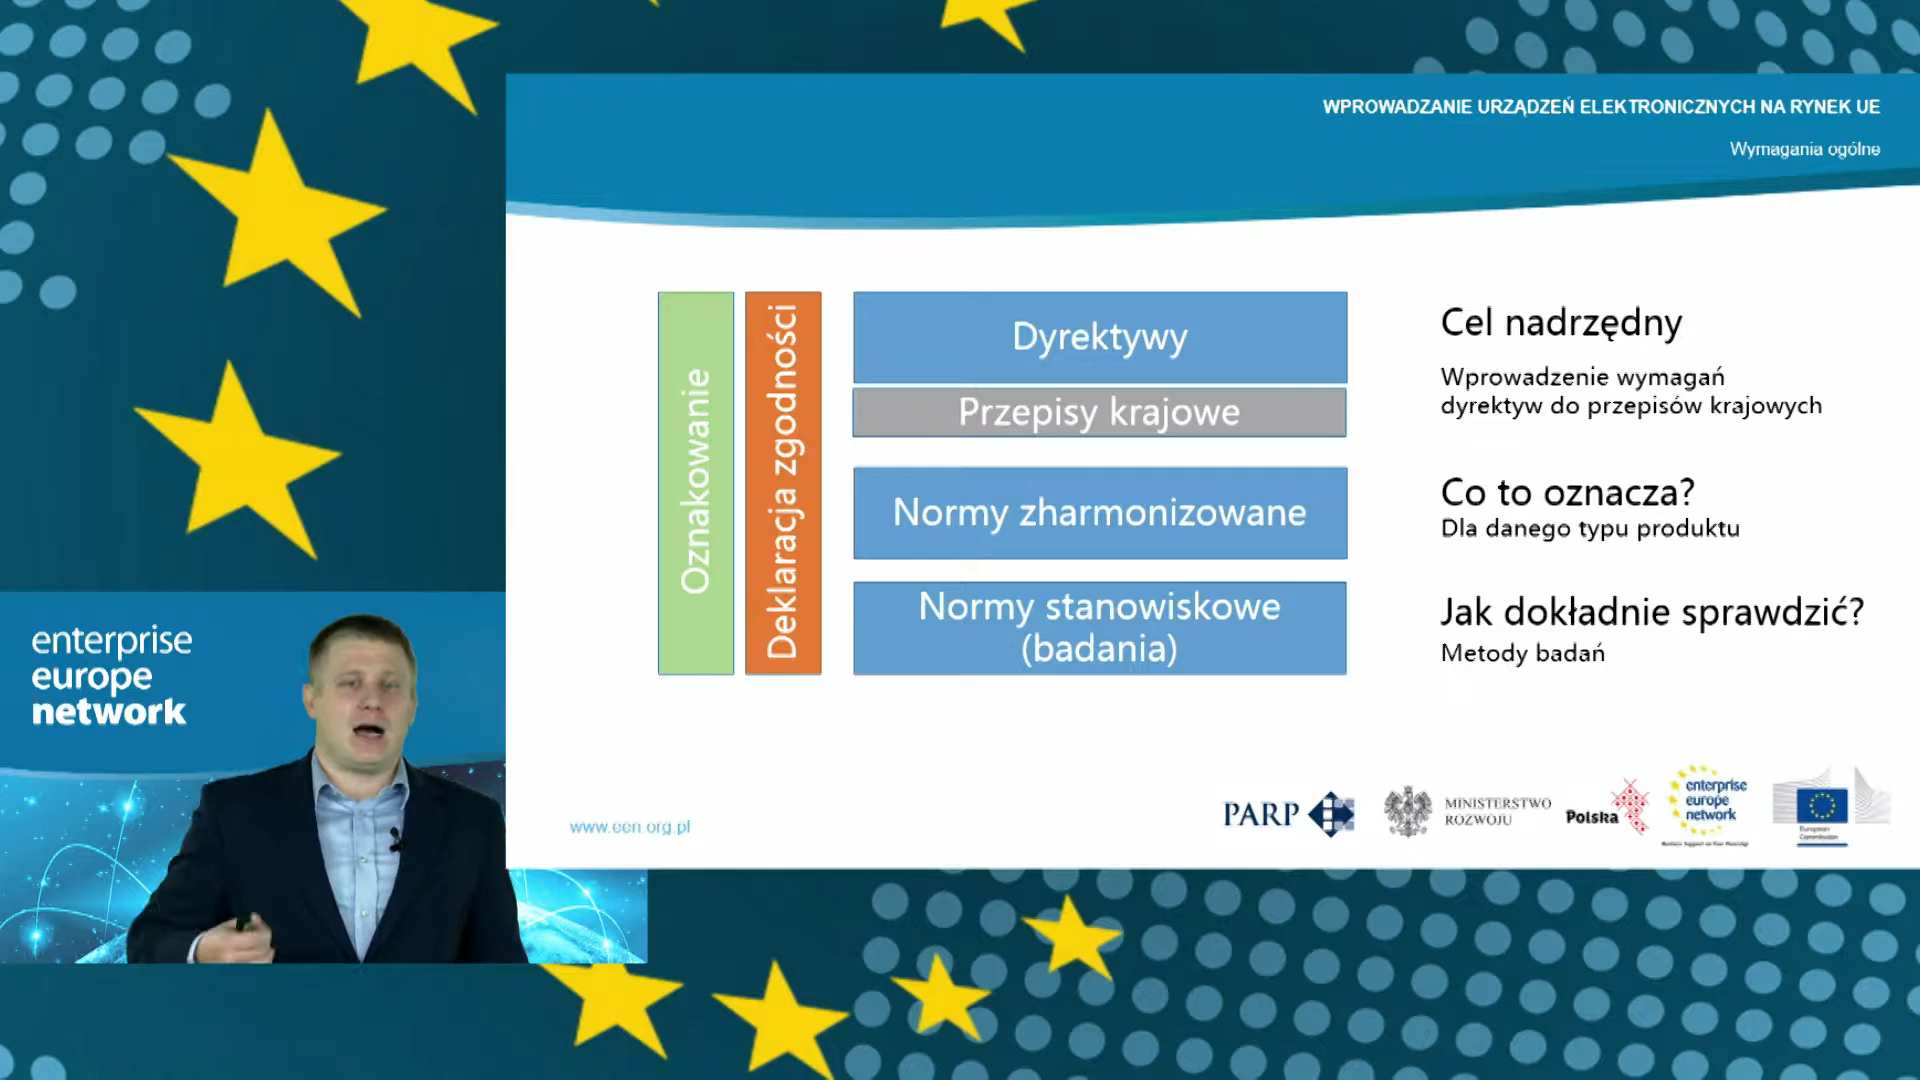 WPROWADZANIE URZĄDZEŃ ELEKTRONICZNYCH NA RYNEK UE
Wymagania ogólne
Oznakowanie
Deklaracja zgodności
Dyrektywy
Przepisy krajowe
Normy zharmonizowane
Normy stanowiskowe
(badania)
Cel nadrzędny
Wprowadzenie wymagań
dyrektyw do przepisów krajowych
Co to oznacza?
Dla danego typu produktu
Jak dokładnie sprawdzić?
Metody badań
enterprise
europe
network
www.een.org.pl
PARP
MINISTERSTWO
ROZWOJU
Polska
enterprise
europe
network
European
Commission